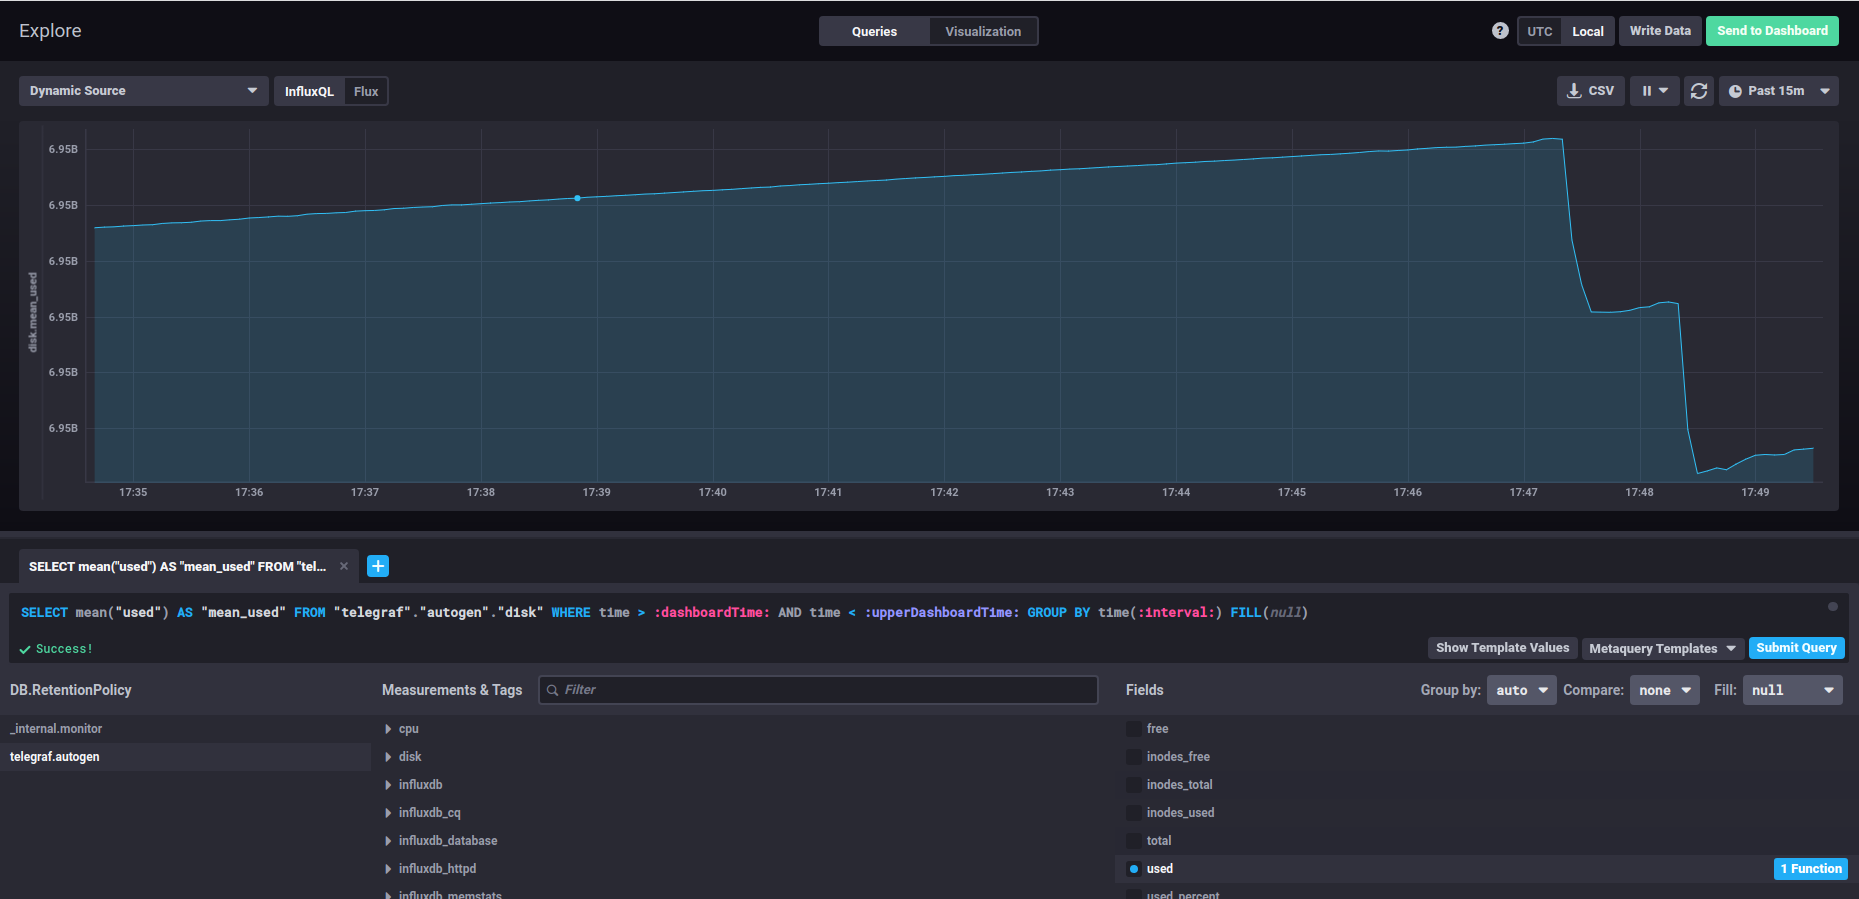 Explore
Queries
Visualization
?
UTC
Local
Write Data
Send to Dashboard
Dynamic Source
InfluxQL
Flux
CSV
Past 15m
disk.mean_used
6.95B
6.95B
6.95B
6.95B
6.95B
6.95B
17:35 17:36 17:37 17:38 17:39 17:40 17:41 17:42 17:43 17:44 17:45 17:46 17:47 17:48 17:49
SELECT mean("used") AS "mean_used" FROM "tel...
SELECT mean("used") AS "mean_used" FROM "telegraf"."autogen"."disk" WHERE time > :dashboardTime: AND time < :upperDashboardTime: GROUP BY time(:interval:) FILL(null)
Success!
Show Template Values
Metaquery Templates
Submit Query
DB.RetentionPolicy
Measurements & Tags
Filter
Fields
Group by: auto
Compare: none
Fill: null
_internal.monitor
telegraf.autogen
cpu
disk
influxdb
influxdb_cq
influxdb_database
influxdb_httpd
influxdb_memstats
free
inodes_free
inodes_total
inodes_used
total
used
1 Function
used_percent